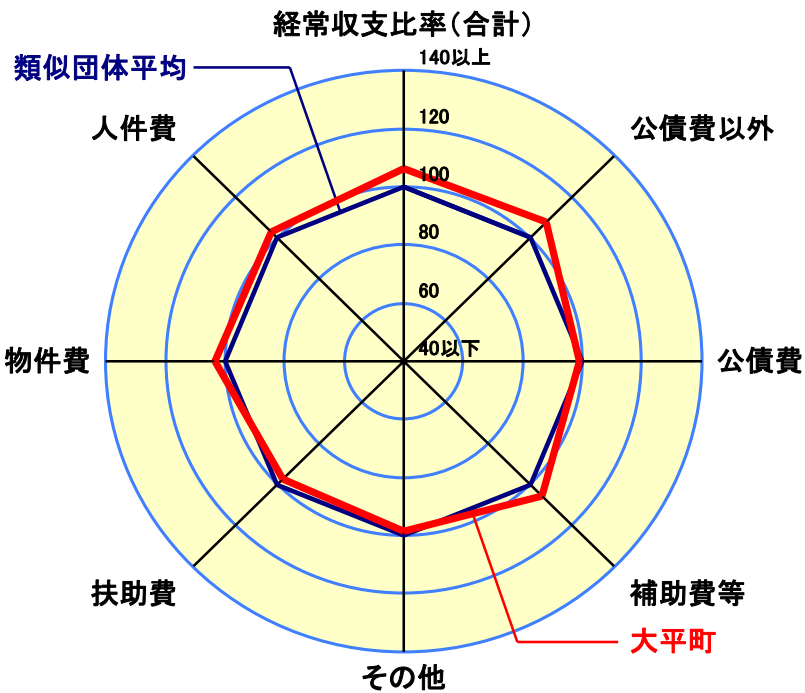 経常収支比率（合計）
140以上
類似団体平均
120
人件費
公債費以外
100
80
60
40以下
物件費
公債費
扶助費
補助費等
大平町
その他